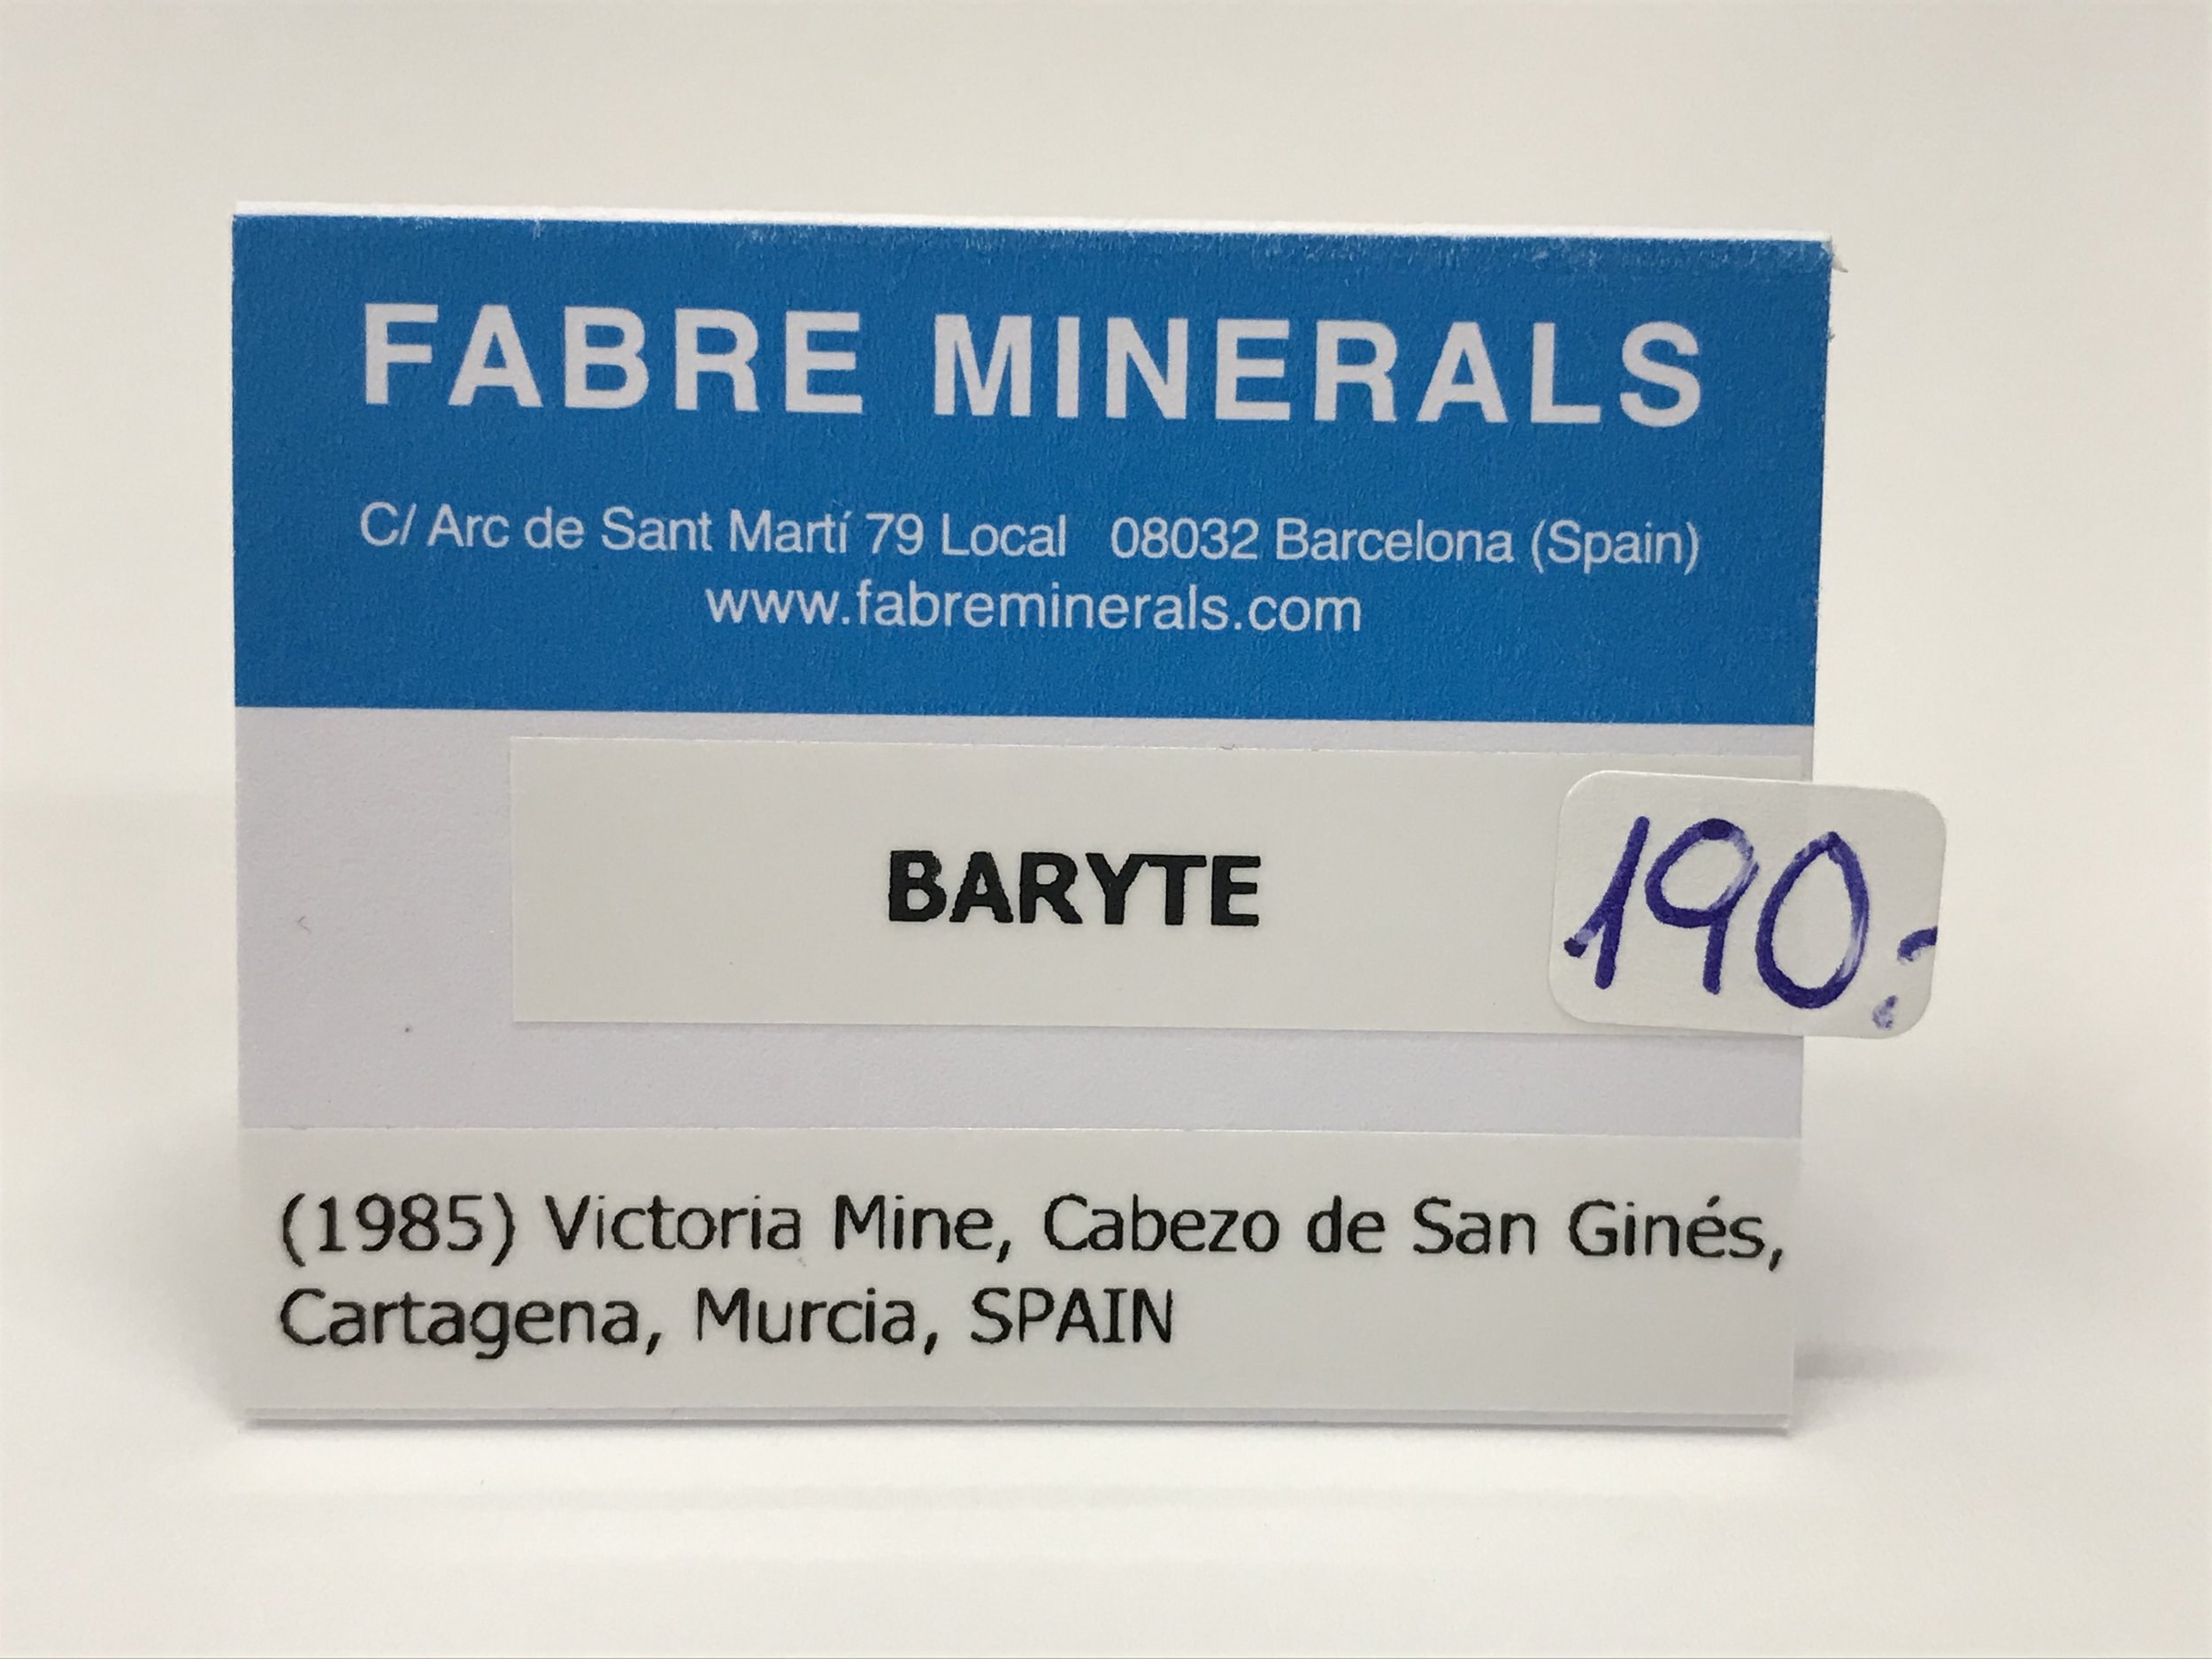 FABRE MINERALS
C/ Arc de Sant Martí 79 Local 08032 Barcelona (Spain)
www.fabreminerals.com
BARYTE
190.-
(1985) Victoria Mine, Cabezo de San Ginés,
Cartagena, Murcia, SPAIN